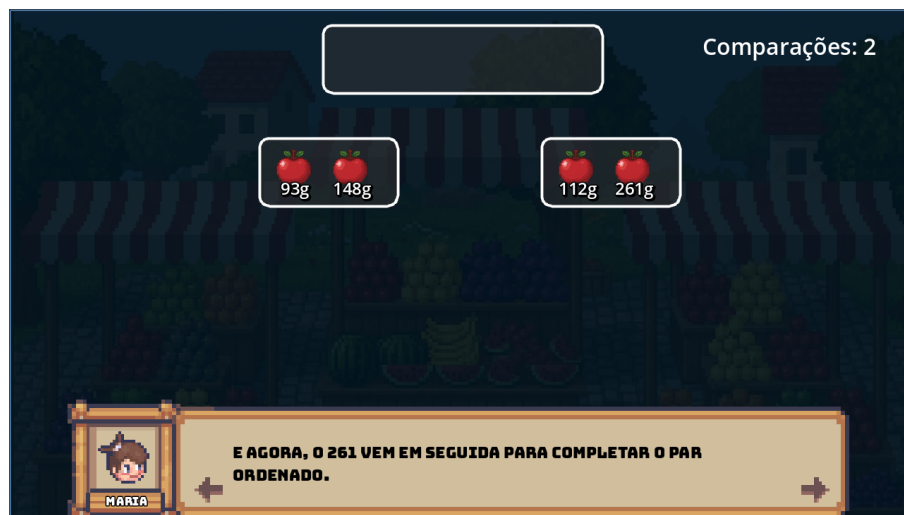 Comparações: 2
93g 148g 112g 261g
E AGORA, O 261 VEM EM SEGUIDA PARA COMPLETAR O PAR
ORDENADO.
MARIA